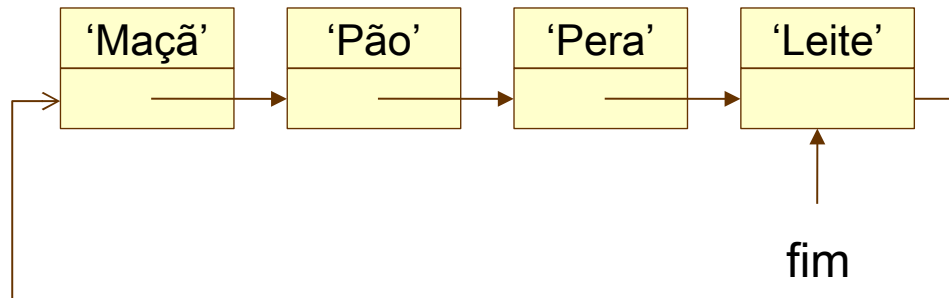 ‘Maçã’
‘Pão’
‘Pera’
‘Leite’
fim